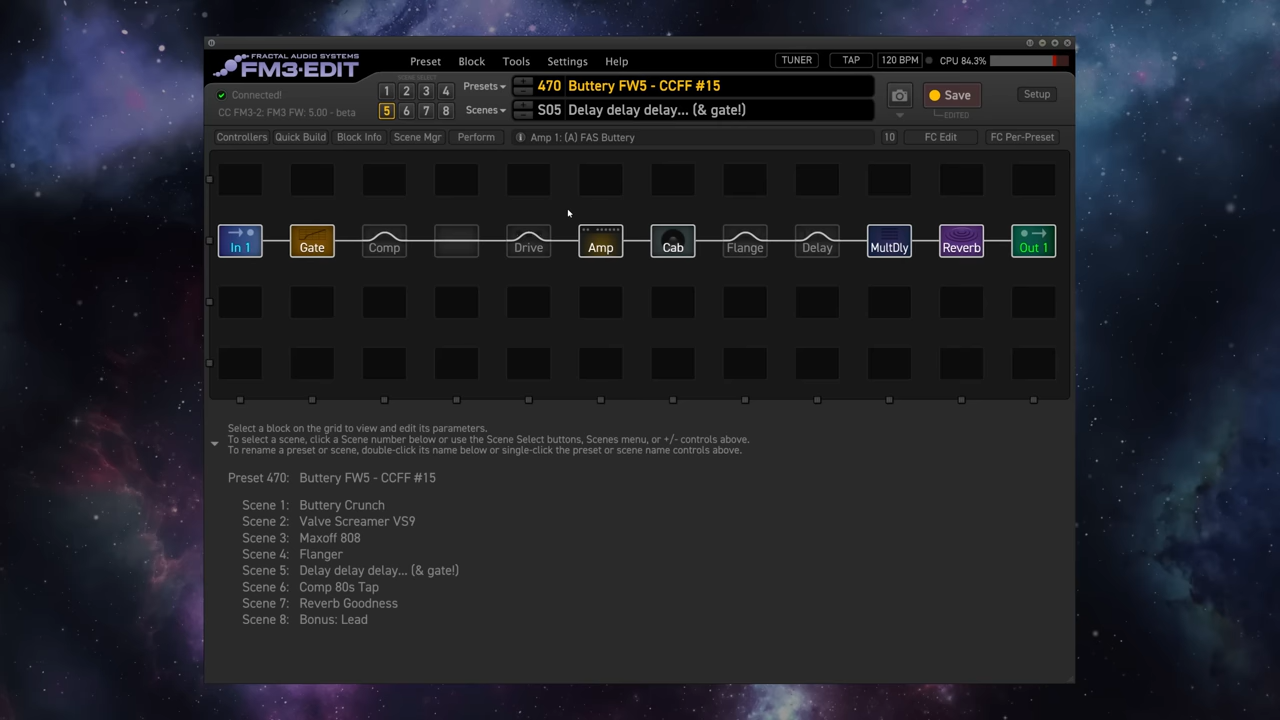 FRACTAL AUDIO SYSTEMS
FM3-EDIT
Preset Block Tools Settings Help
TUNER TAP 120 BPM CPU 84.3%
SCENE SELECT
1 2 3 4
5 6 7 8
Presets 470 Buttery FW5 - CCFF #15
Scenes S05 Delay delay delay... (& gate!)
Save
EDITED
Setup
Connected!
CC FM3-2: FM3 FW: 5.00 - beta
Controllers Quick Build Block Info Scene Mgr Perform Amp 1: (A) FAS Buttery 10 FC Edit FC Per-Preset
In 1 Gate Comp Drive Amp Cab Flange Delay MultDly Reverb Out 1
Select a block on the grid to view and edit its parameters.
To select a scene, click a Scene number below or use the Scene Select buttons, Scenes menu, or +/- controls above.
To rename a preset or scene, double-click its name below or single-click the preset or scene name controls above.
Preset 470: Buttery FW5 - CCFF #15
Scene 1: Buttery Crunch
Scene 2: Valve Screamer VS9
Scene 3: Maxoff 808
Scene 4: Flanger
Scene 5: Delay delay delay... (& gate!)
Scene 6: Comp 80s Tap
Scene 7: Reverb Goodness
Scene 8: Bonus: Lead